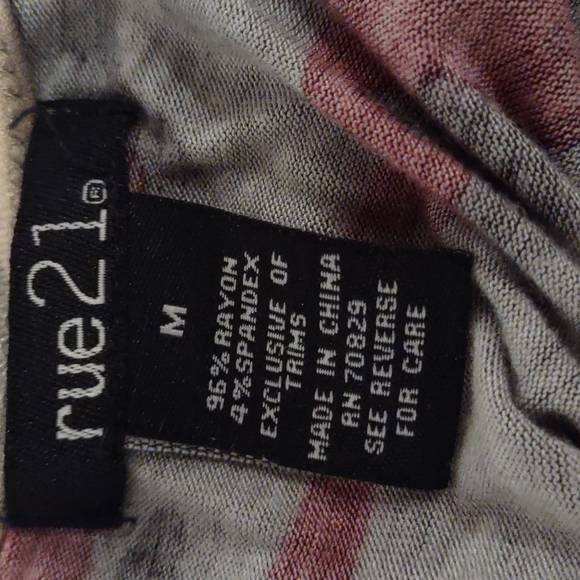 rue21®
M
96% RAYON
4% SPANDEX
EXCLUSIVE OF
TRIMS
MADE IN CHINA
RN 70829
SEE REVERSE
FOR CARE